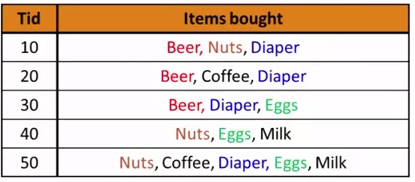 Tid Items bought
10 Beer, Nuts, Diaper
20 Beer, Coffee, Diaper
30 Beer, Diaper, Eggs
40 Nuts, Eggs, Milk
50 Nuts, Coffee, Diaper, Eggs, Milk